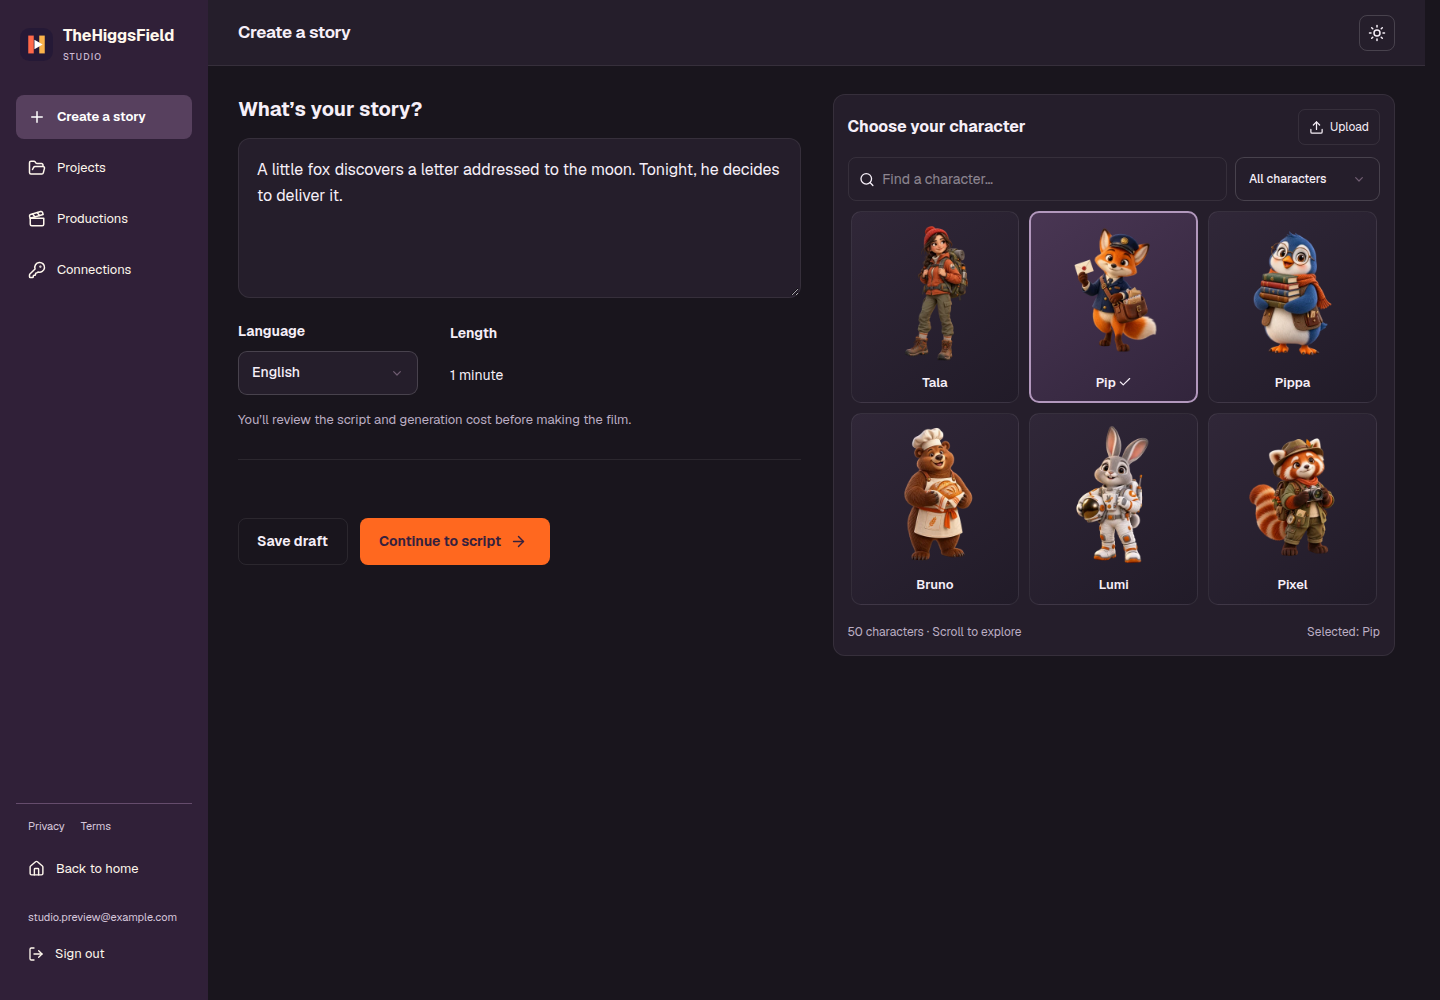 TheHiggsField
STUDIO
Create a story
Projects
Productions
Connections
Privacy Terms
Back to home
studio.preview@example.com
Sign out
Create a story
What’s your story?
A little fox discovers a letter addressed to the moon. Tonight, he decides
to deliver it.
Language
English
Length
1 minute
You’ll review the script and generation cost before making the film.
Save draft
Continue to script
Choose your character
Upload
Find a character...
All characters
Tala
Pip
Pippa
Bruno
Lumi
Pixel
50 characters · Scroll to explore
Selected: Pip